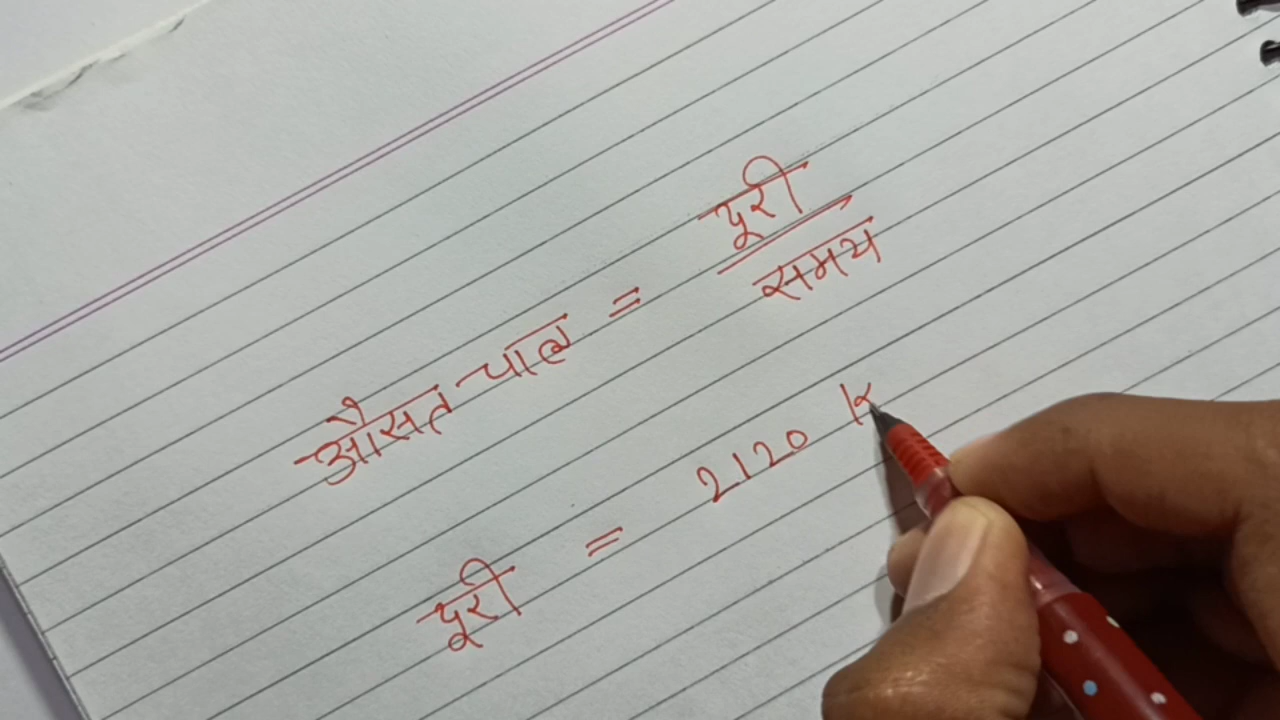 औसत चाल = दूरी / समय
दूरी = 2120 k